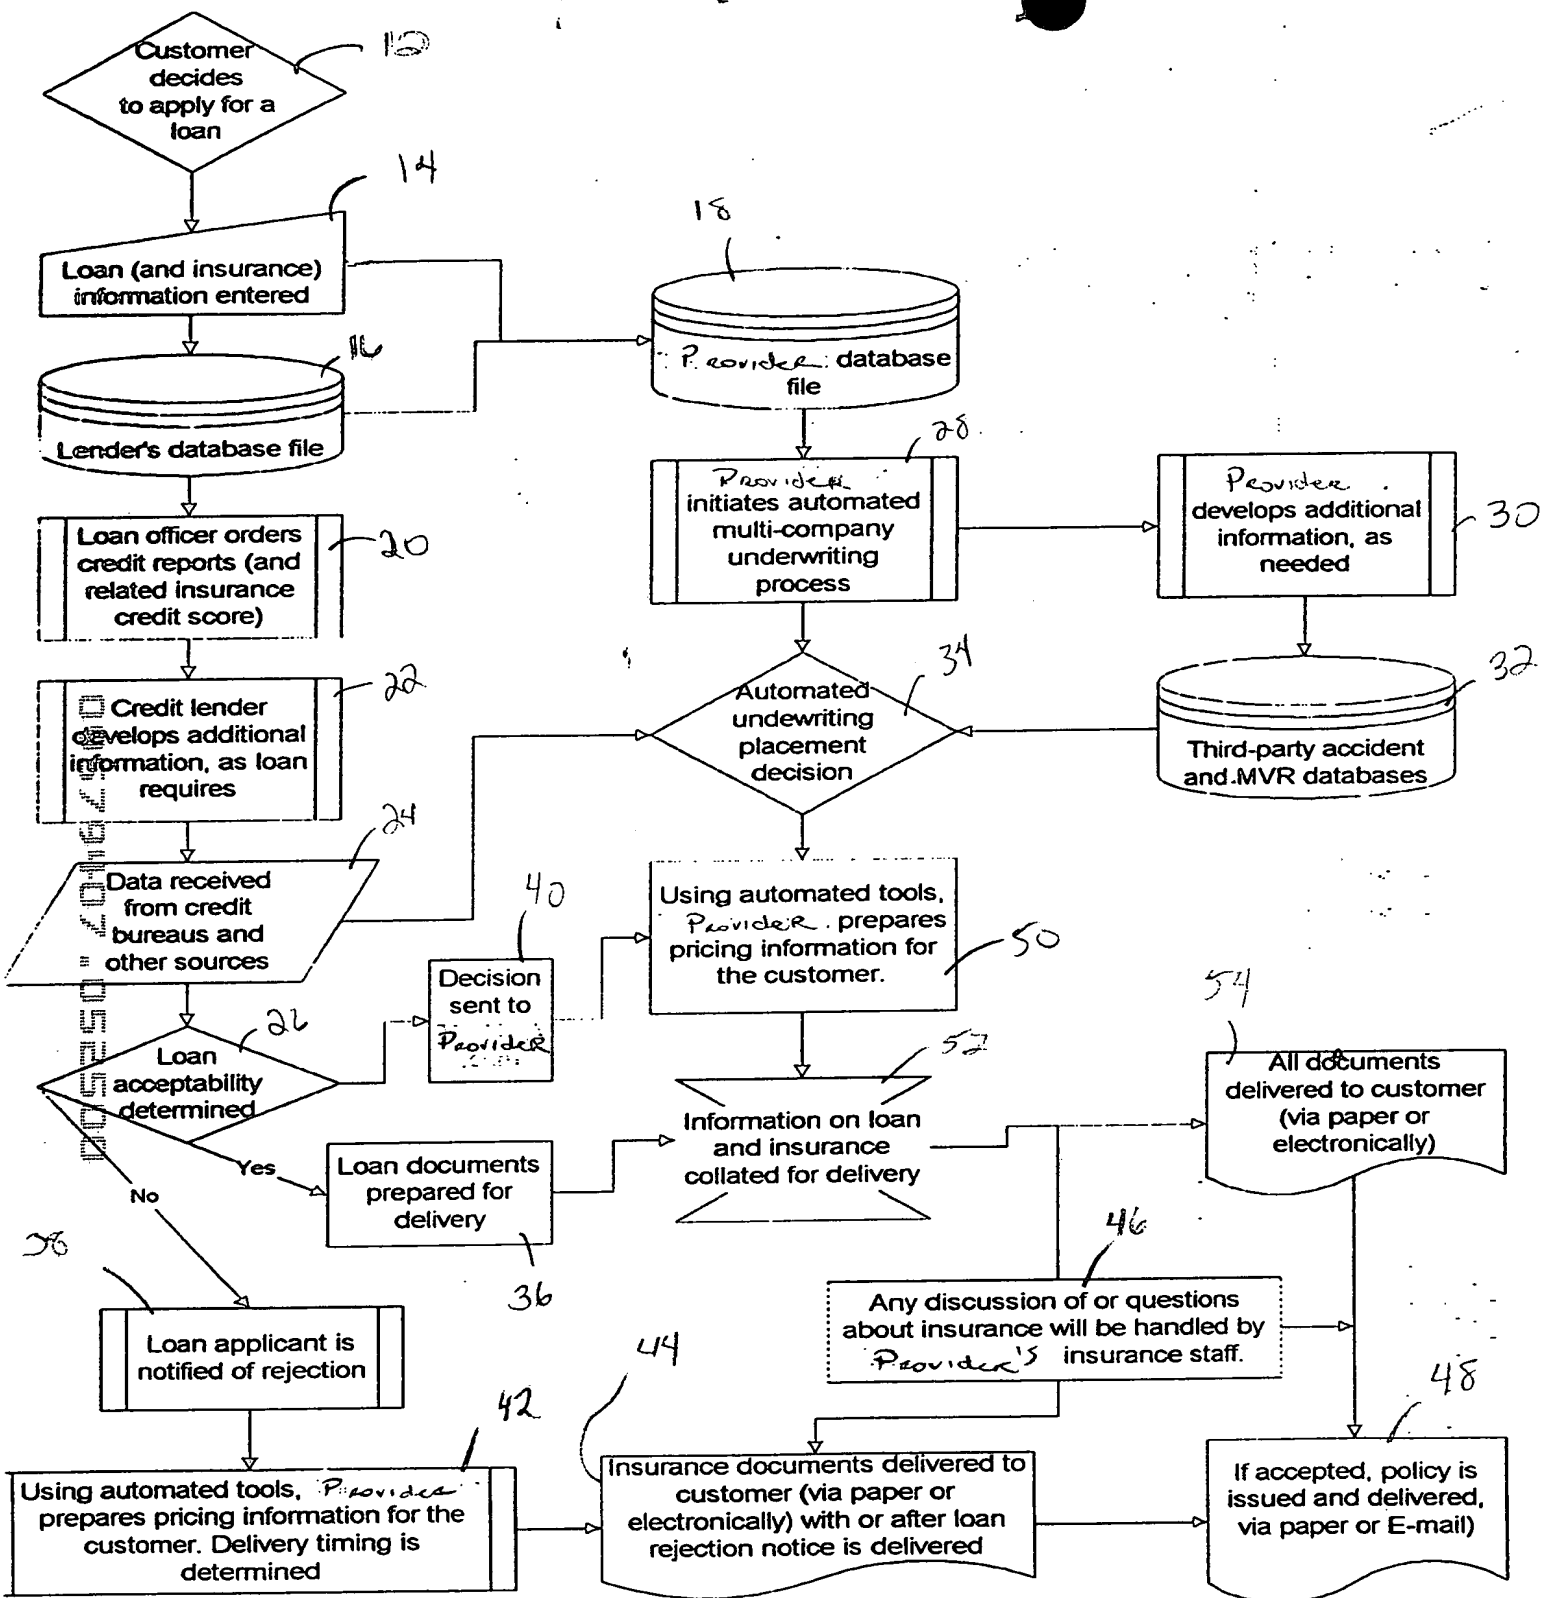 Customer
decides
to apply for a
loan
12
14
Loan (and insurance)
information entered
16
Lender's database file
18
Provider database
file
Loan officer orders
credit reports (and
related insurance
credit score)
20
28
Provider
initiates automated
multi-company
underwriting
process
Provider
develops additional
information, as
needed
30
22
Credit lender
develops additional
information, as loan
requires
34
Automated
undewriting
placement
decision
32
Third-party accident
and MVR databases
24
Data received
from credit
bureaus and
other sources
40
Decision
sent to
Provider
Using automated tools,
Provider prepares
pricing information for
the customer.
50
26
Loan
acceptability
determined
Yes
No
Loan documents
prepared for
delivery
36
52
Information on loan
and insurance
collated for delivery
54
All documents
delivered to customer
(via paper or
electronically)
38
Loan applicant is
notified of rejection
46
Any discussion of or questions
about insurance will be handled by
Provider's insurance staff.
42
Using automated tools, Provider
prepares pricing information for the
customer. Delivery timing is
determined
44
Insurance documents delivered to
customer (via paper or
electronically) with or after loan
rejection notice is delivered
48
If accepted, policy is
issued and delivered,
via paper or E-mail)